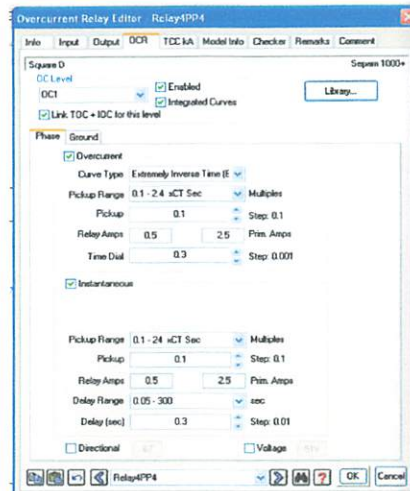 Overcurrent Relay Editor - Relay4PP4
Info Input Output OCR TCC kA Model Info Checker Remarks Comment
Square D Sepam 1000+
OC Level
OC1
Enabled
Integrated Curves
Library...
Link TOC + IOC for this level
Phase Ground
Overcurrent
Curve Type Extremely Inverse Time (E
Pickup Range 0.1 - 2.4 xCT Sec Multiples
Pickup 0.1 Step: 0.1
Relay Amps 0.5 2.5 Prim. Amps
Time Dial 0.3 Step: 0.001
Instantaneous
Pickup Range 0.1 - 24 xCT Sec Multiples
Pickup 0.1 Step: 0.1
Relay Amps 0.5 2.5 Prim. Amps
Delay Range 0.05 - 300 sec
Delay (sec) 0.3 Step: 0.01
Directional Voltage
Relay4PP4
? OK Cancel